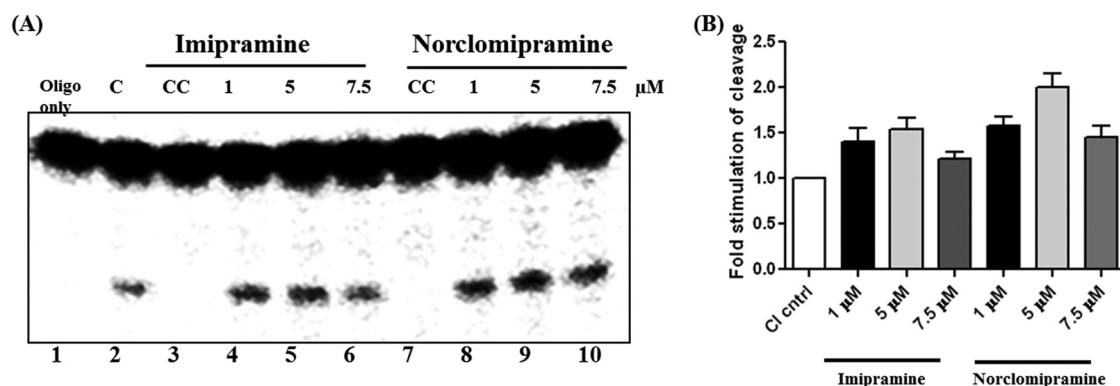 (A)
Imipramine
Norclomipramine
Oligo only
C
CC
1
5
7.5
CC
1
5
7.5
μM
1
2
3
4
5
6
7
8
9
10
(B)
Fold stimulation of cleavage
2.5
2.0
1.5
1.0
0.5
0.0
Cl cntrl
1 μM
5 μM
7.5 μM
1 μM
5 μM
7.5 μM
Imipramine
Norclomipramine